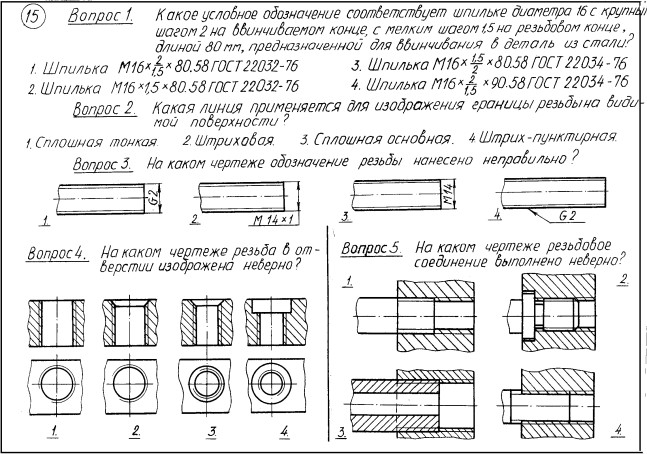 15 Вопрос 1. Какое условное обозначение соответствует шпильке диаметра 16 с крупным
шагом 2 на ввинчиваемом конце, с мелким шагом 1,5 на резьбовом конце,
длиной 80 мм, предназначенной для ввинчивания в деталь из стали?
1. Шпилька М16×2/1,5×80.58 ГОСТ 22032-76 3. Шпилька М16×1,5/2×80.58 ГОСТ 22034-76
2. Шпилька М16×1,5×80.58 ГОСТ 22032-76 4. Шпилька М16×2/1,5×90.58 ГОСТ 22034-76
Вопрос 2. Какая линия применяется для изображения границы резьбы на види-
мой поверхности?
1. Сплошная тонкая. 2. Штриховая. 3. Сплошная основная. 4. Штрих-пунктирная.
Вопрос 3. На каком чертеже обозначение резьбы нанесено неправильно?
G2
М14×1
М14
G2
1. 2. 3. 4.
Вопрос 4. На каком чертеже резьба в от-
верстии изображена неверно?
1. 2. 3. 4.
Вопрос 5. На каком чертеже резьбовое
соединение выполнено неверно?
1. 2.
3. 4.